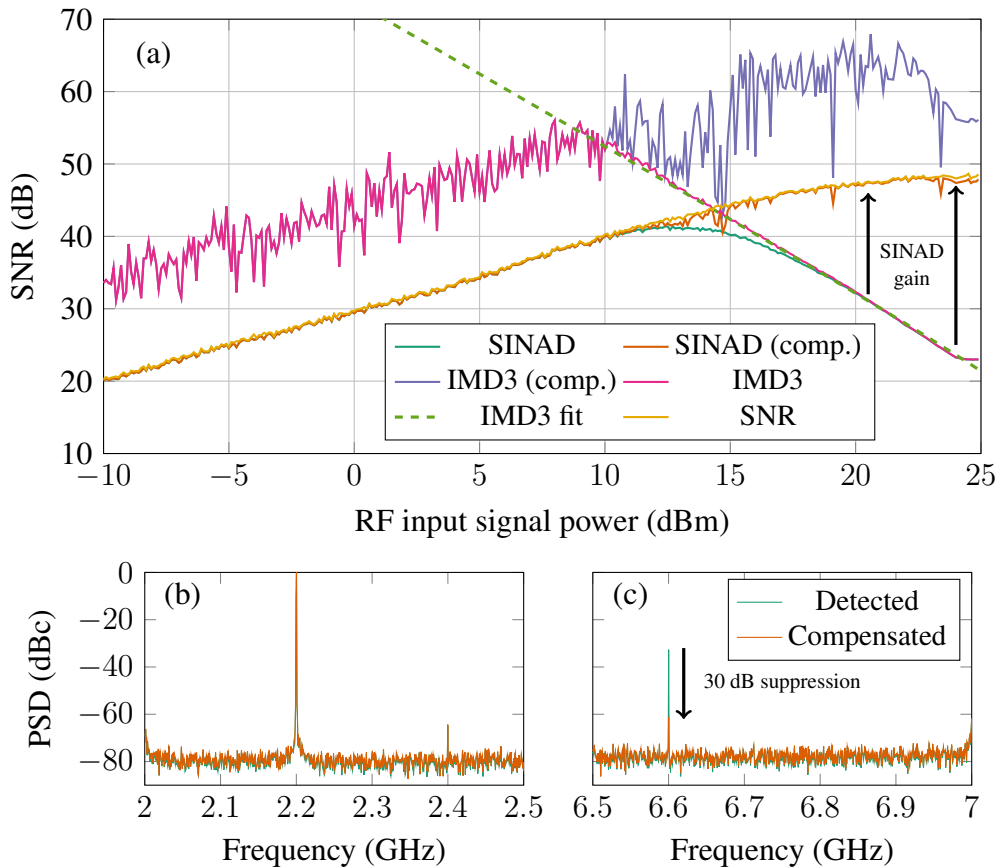 70
60
50
40
30
20
10
SNR (dB)
(a)
SINAD
gain
SINAD
SINAD (comp.)
IMD3 (comp.)
IMD3
IMD3 fit
SNR
−10
−5
0
5
10
15
20
25
RF input signal power (dBm)
0
−20
−40
−60
−80
PSD (dBc)
(b)
2
2.1
2.2
2.3
2.4
2.5
Frequency (GHz)
(c)
Detected
Compensated
30 dB suppression
6.5
6.6
6.7
6.8
6.9
7
Frequency (GHz)